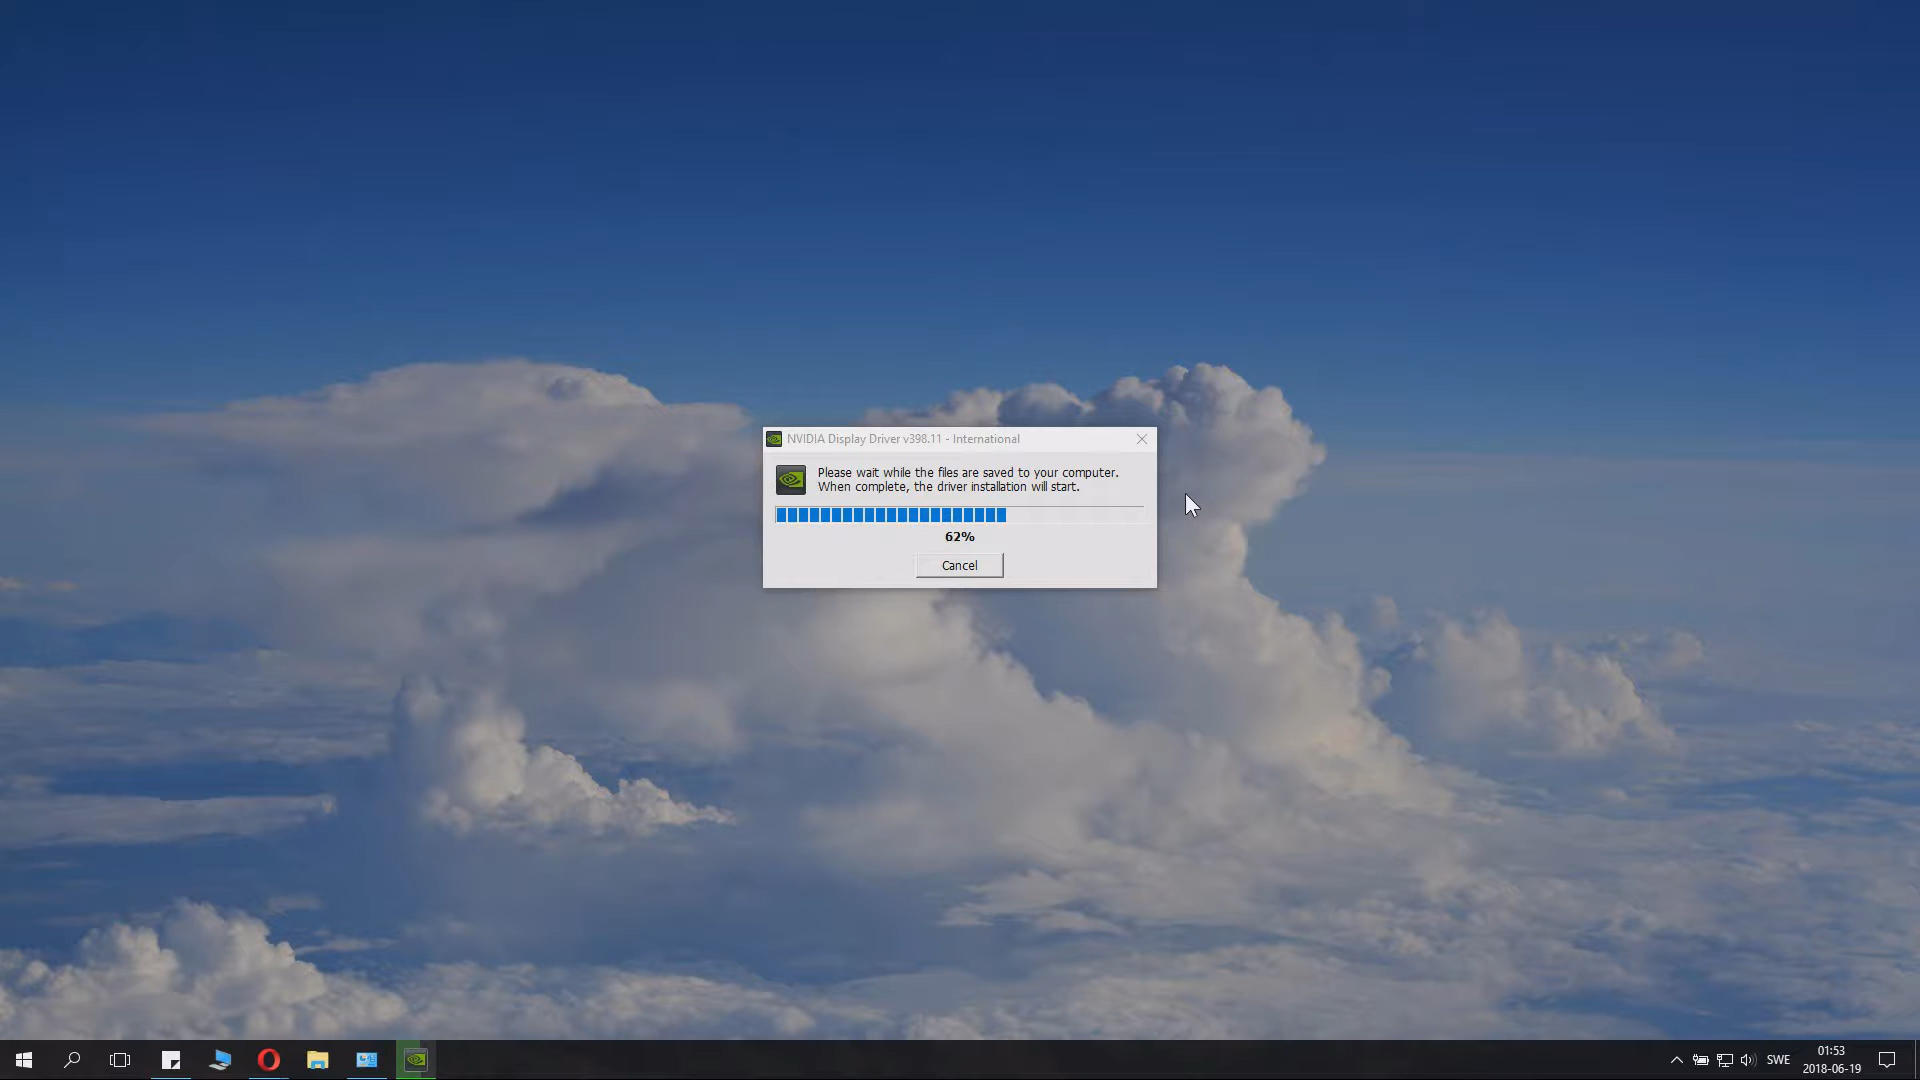 NVIDIA Display Driver v398.11 - International
Please wait while the files are saved to your computer.
When complete, the driver installation will start.
62%
Cancel
SWE
01:53
2018-06-19